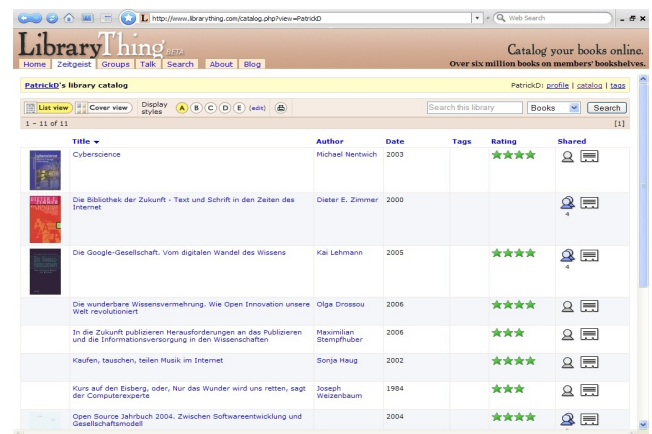 http://www.librarything.com/catalog.php?view=PatrickD
Web Search
LibraryThing BETA
Catalog your books online.
Home Zeitgeist Groups Talk Search About Blog
Over six million books on members' bookshelves.
PatrickD's library catalog
PatrickD: profile | catalog | tags
List view Cover view Display styles A B C D E (edit) Search this library Books Search
1 – 11 of 11 [1]
Title Author Date Tags Rating Shared
Cyberscience Michael Nentwich 2003
Die Bibliothek der Zukunft - Text und Schrift in den Zeiten des Internet Dieter E. Zimmer 2000
4
Die Google-Gesellschaft. Vom digitalen Wandel des Wissens Kai Lehmann 2005
4
Die wunderbare Wissensvermehrung. Wie Open Innovation unsere Welt revolutioniert Olga Drossou 2006
In die Zukunft publizieren Herausforderungen an das Publizieren und die Informationsversorgung in den Wissenschaften Maximilian Stempfhuber 2006
Kaufen, tauschen, teilen Musik im Internet Sonja Haug 2002
Kurs auf den Eisberg, oder, Nur das Wunder wird uns retten, sagt der Computerexperte Joseph Weizenbaum 1984
Open Source Jahrbuch 2004. Zwischen Softwareentwicklung und Gesellschaftsmodell 2004